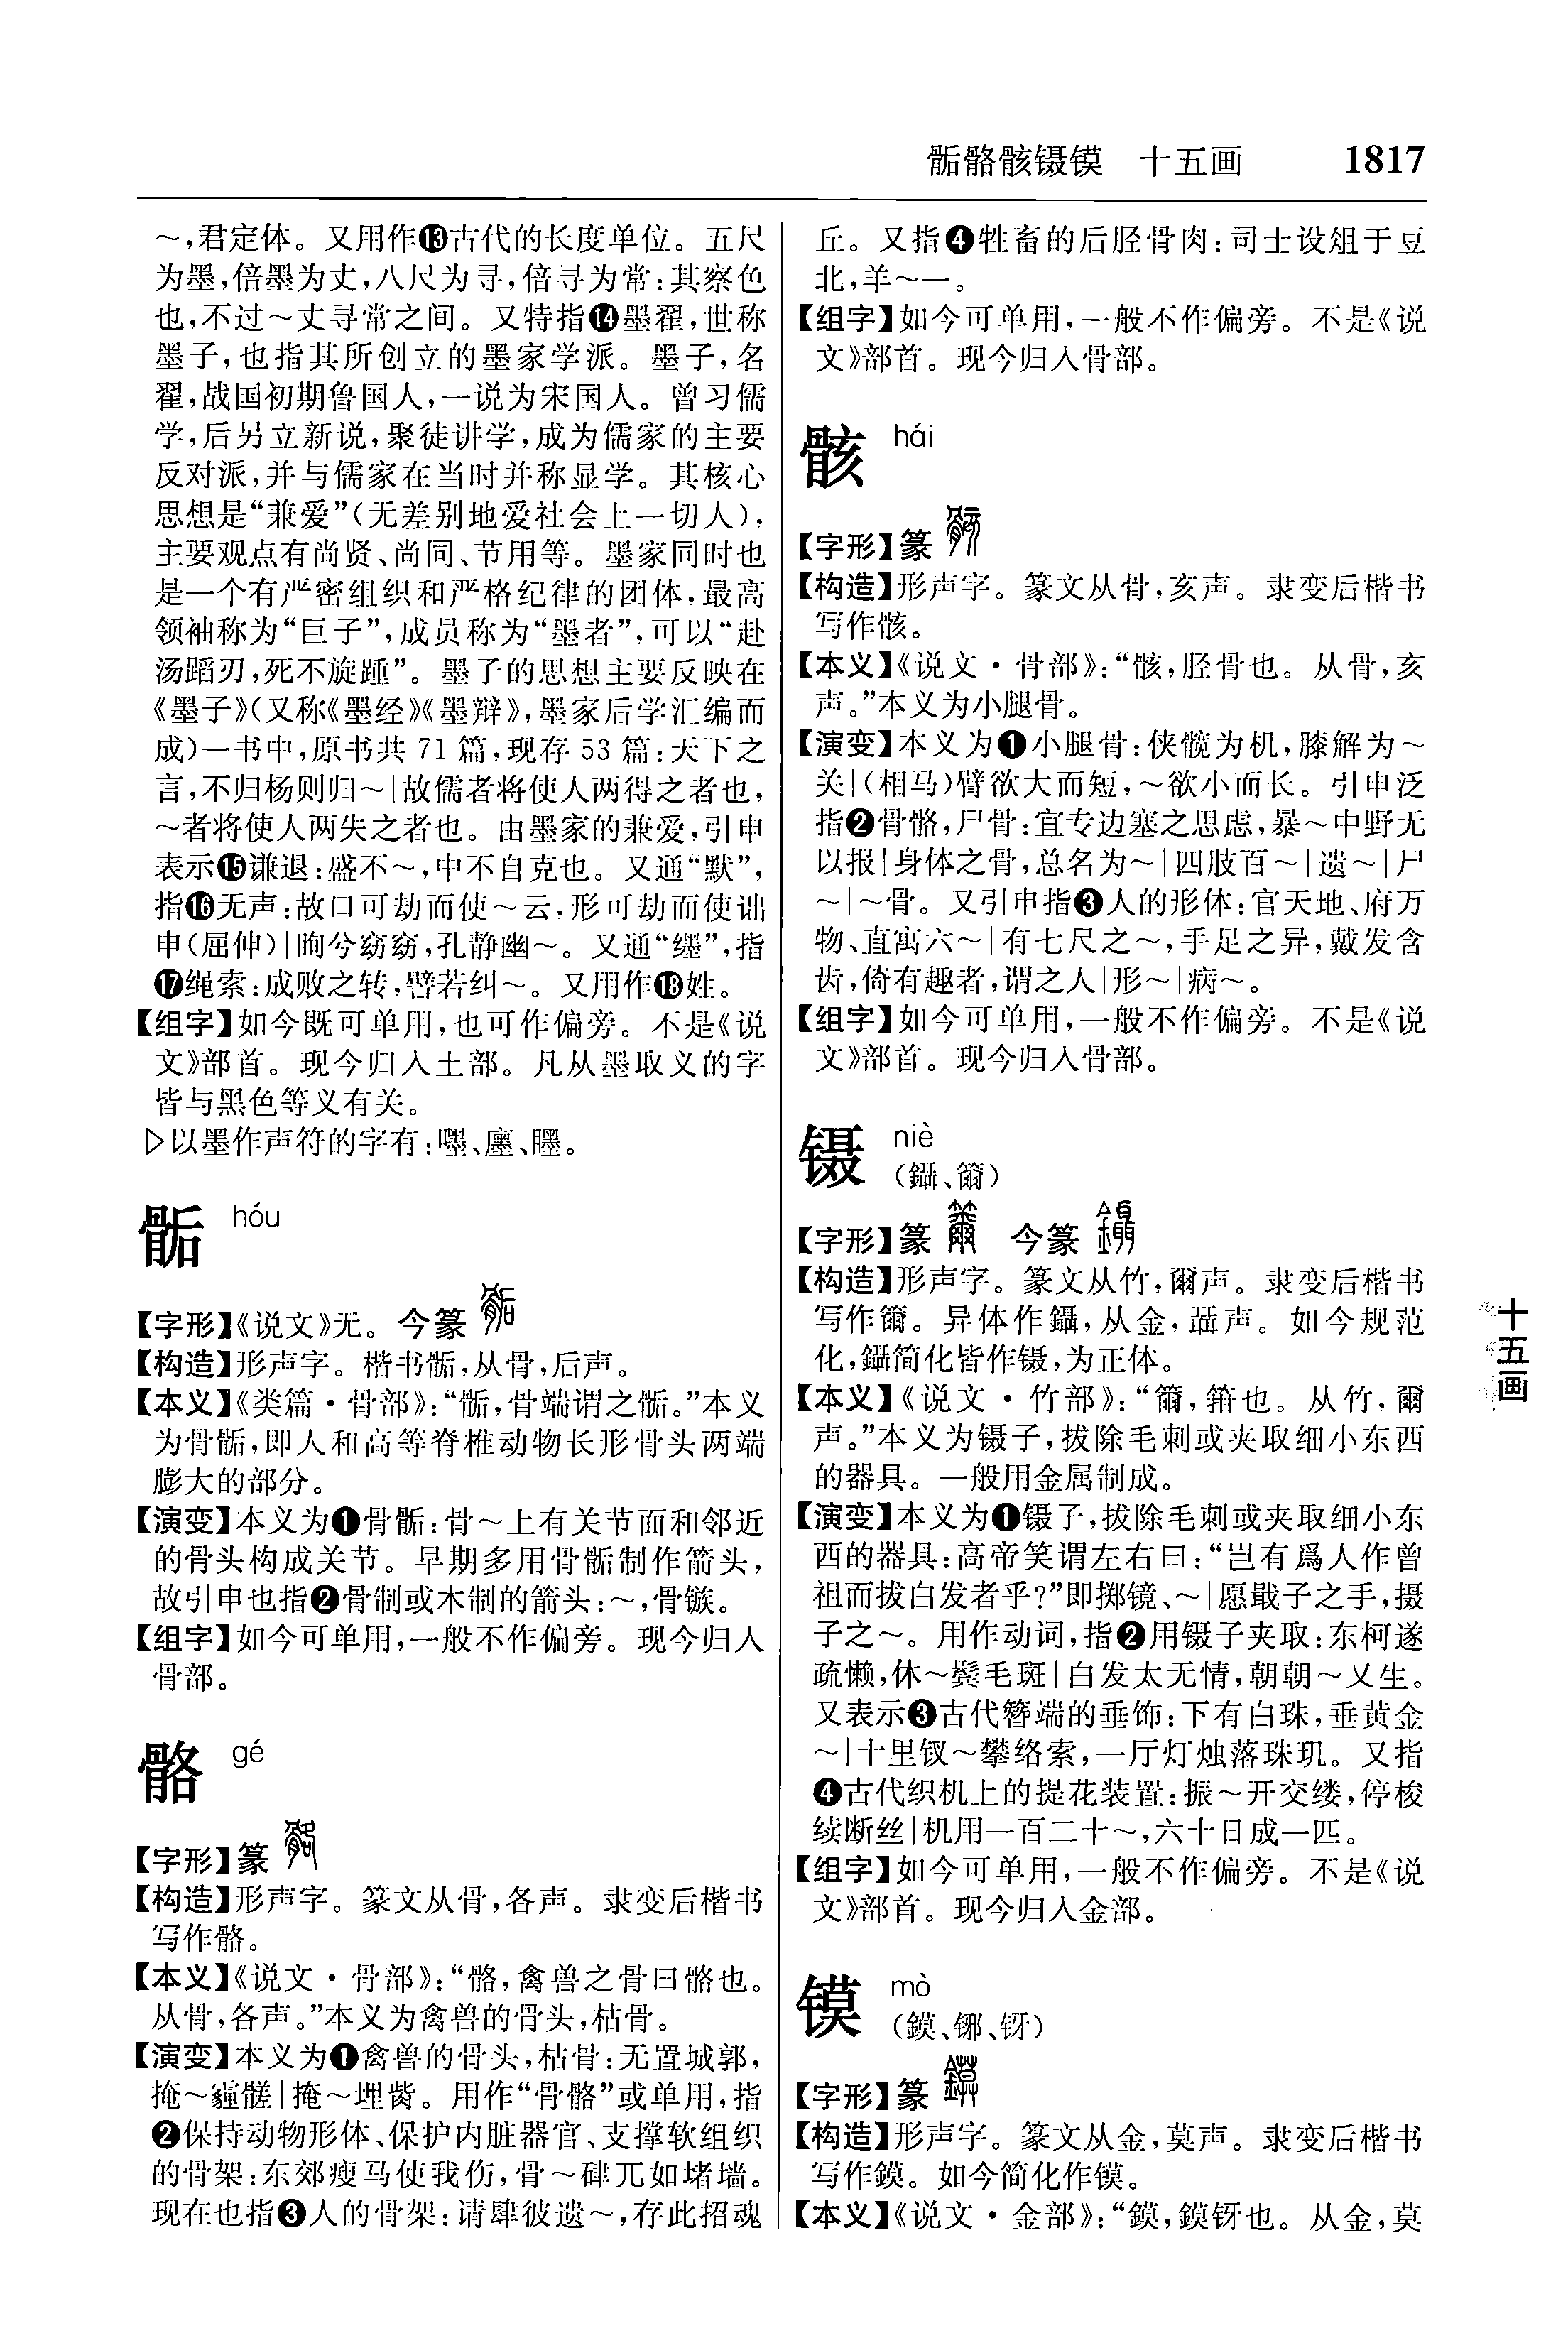 骺骼骸镊镆　十五画　1817
～,君定体。又用作⓭古代的长度单位。五尺
为墨,倍墨为丈,八尺为寻,倍寻为常:其察色
也,不过～丈寻常之间。又特指⓮墨翟,世称
墨子,也指其所创立的墨家学派。墨子,名
翟,战国初期鲁国人,一说为宋国人。曾习儒
学,后另立新说,聚徒讲学,成为儒家的主要
反对派,并与儒家在当时并称显学。其核心
思想是“兼爱”(无差别地爱社会上一切人),
主要观点有尚贤、尚同、节用等。墨家同时也
是一个有严密组织和严格纪律的团体,最高
领袖称为“巨子”,成员称为“墨者”,可以“赴
汤蹈刃,死不旋踵”。墨子的思想主要反映在
《墨子》(又称《墨经》《墨辩》,墨家后学汇编而
成)一书中,原书共 71 篇,现存 53 篇:天下之
言,不归杨则归～|故儒者将使人两得之者也,
～者将使人两失之者也。由墨家的兼爱,引申
表示⓯谦退:盛不～,中不自克也。又通“默”,
指⓰无声:故口可劫而使～云,形可劫而使诎
申(屈伸)|眴兮窈窈,孔静幽～。又通“纆”,指
⓱绳索:成败之转,譬若纠～。又用作⓲姓。
【组字】如今既可单用,也可作偏旁。不是《说
文》部首。现今归入土部。凡从墨取义的字
皆与黑色等义有关。
▷以墨作声符的字有:嚜、㙱、㬽。
骺 hóu
【字形】《说文》无。今篆
【构造】形声字。楷书骺,从骨,后声。
【本义】《类篇·骨部》:“骺,骨端谓之骺。”本义
为骨骺,即人和高等脊椎动物长形骨头两端
膨大的部分。
【演变】本义为❶骨骺:骨～上有关节面和邻近
的骨头构成关节。早期多用骨骺制作箭头,
故引申也指❷骨制或木制的箭头:～,骨镞。
【组字】如今可单用,一般不作偏旁。现今归入
骨部。
骼 gé
【字形】篆
【构造】形声字。篆文从骨,各声。隶变后楷书
写作骼。
【本义】《说文·骨部》:“骼,禽兽之骨曰骼也。
从骨,各声。”本义为禽兽的骨头,枯骨。
【演变】本义为❶禽兽的骨头,枯骨:无置城郭,
掩～霾髊|掩～埋胔。用作“骨骼”或单用,指
❷保持动物形体、保护内脏器官、支撑软组织
的骨架:东郊瘦马使我伤,骨～硉兀如堵墙。
现在也指❸人的骨架:请肆彼遗～,存此招魂
丘。又指❹牲畜的后胫骨肉:司士设俎于豆
北,羊～一。
【组字】如今可单用,一般不作偏旁。不是《说
文》部首。现今归入骨部。
骸 hái
【字形】篆
【构造】形声字。篆文从骨,亥声。隶变后楷书
写作骸。
【本义】《说文·骨部》:“骸,胫骨也。从骨,亥
声。”本义为小腿骨。
【演变】本义为❶小腿骨:侠髋为机,膝解为～
关|(相马)臂欲大而短,～欲小而长。引申泛
指❷骨骼,尸骨:宜专边塞之思虑,暴～中野无
以报|身体之骨,总名为～|四肢百～|遗～|尸
～|～骨。又引申指❸人的形体:官天地、府万
物、直寓六～|有七尺之～,手足之异,戴发含
齿,倚有趣者,谓之人|形～|病～。
【组字】如今可单用,一般不作偏旁。不是《说
文》部首。现今归入骨部。
镊 niè
(鑷、籋)
【字形】篆　今篆
【构造】形声字。篆文从竹,爾声。隶变后楷书
写作籋。异体作鑷,从金,聶声。如今规范
化,鑷简化皆作镊,为正体。
【本义】《说文·竹部》:“籋,箝也。从竹,爾
声。”本义为镊子,拔除毛刺或夹取细小东西
的器具。一般用金属制成。
【演变】本义为❶镊子,拔除毛刺或夹取细小东
西的器具:高帝笑谓左右曰:“岂有爲人作曾
祖而拔白发者乎?”即掷镜、～|愿戢子之手,摄
子之～。用作动词,指❷用镊子夹取:东柯遂
疏懒,休～鬓毛斑|白发太无情,朝朝～又生。
又表示❸古代簪端的垂饰:下有白珠,垂黄金
～|十里钗～攀络索,一厅灯烛落珠玑。又指
❹古代织机上的提花装置:振～开交缕,停梭
续断丝|机用一百二十～,六十日成一匹。
【组字】如今可单用,一般不作偏旁。不是《说
文》部首。现今归入金部。
镆 mò
(鏌、铘、釾)
【字形】篆
【构造】形声字。篆文从金,莫声。隶变后楷书
写作鏌。如今简化作镆。
【本义】《说文·金部》:“鏌,鏌釾也。从金,莫
十五画